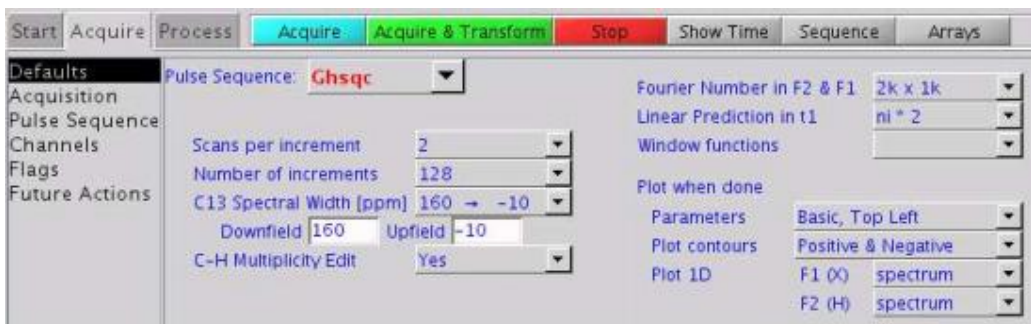 Start Acquire Process Acquire Acquire & Transform Stop Show Time Sequence Arrays
Defaults
Acquisition
Pulse Sequence
Channels
Flags
Future Actions
Pulse Sequence: Ghsqc
Scans per increment 2
Number of increments 128
C13 Spectral Width [ppm] 160 → -10
Downfield 160 Upfield -10
C-H Multiplicity Edit Yes
Fourier Number in F2 & F1 2k x 1k
Linear Prediction in t1 ni * 2
Window functions
Plot when done
Parameters Basic, Top Left
Plot contours Positive & Negative
Plot 1D F1 (X) spectrum
F2 (H) spectrum